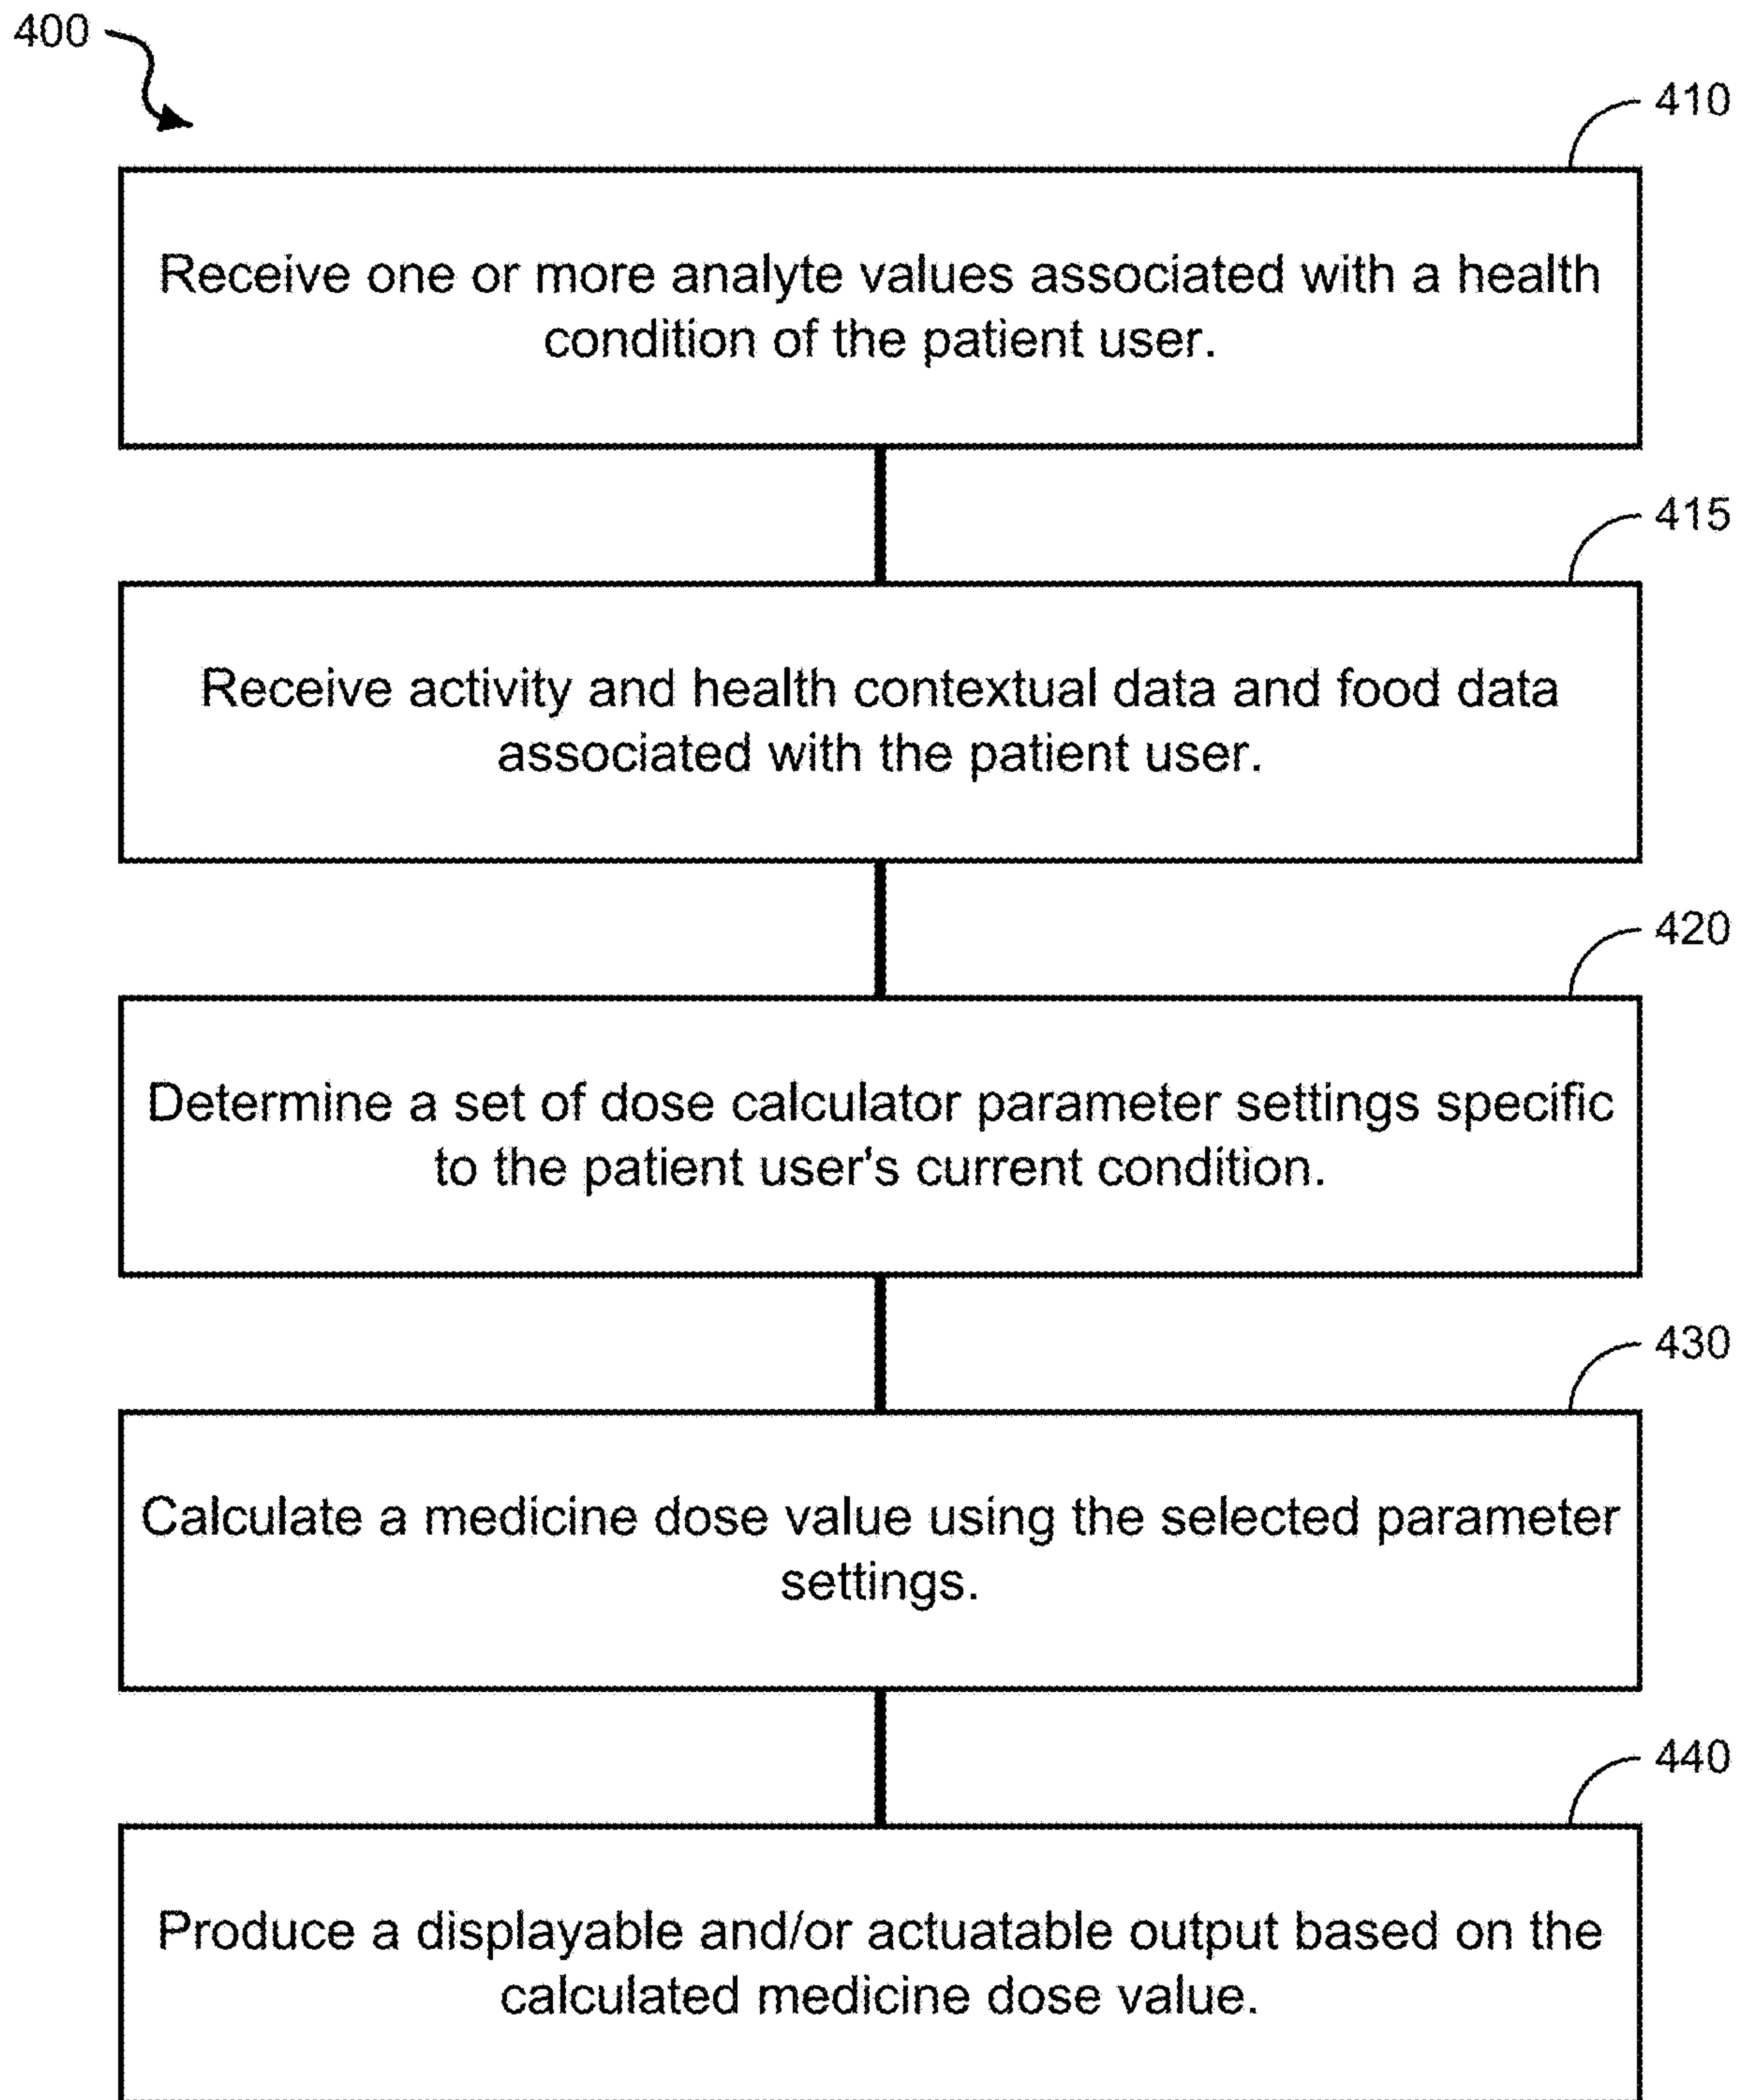 400
410
Receive one or more analyte values associated with a health
condition of the patient user.
415
Receive activity and health contextual data and food data
associated with the patient user.
420
Determine a set of dose calculator parameter settings specific
to the patient user's current condition.
430
Calculate a medicine dose value using the selected parameter
settings.
440
Produce a displayable and/or actuatable output based on the
calculated medicine dose value.